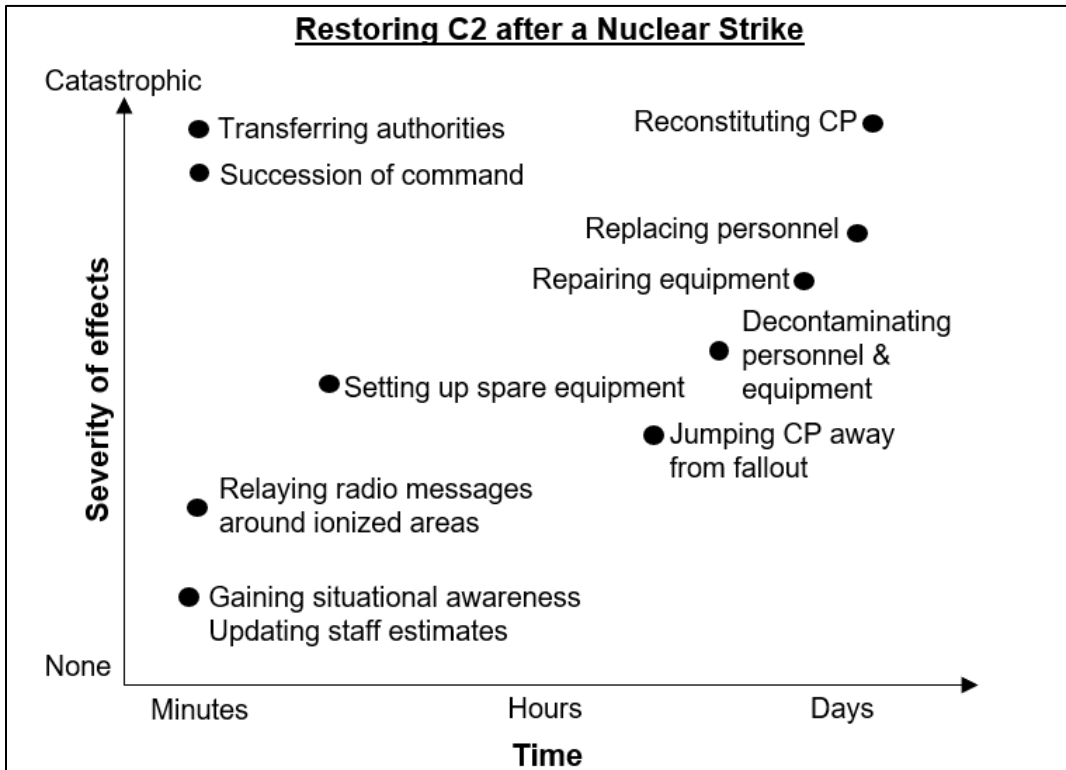 Restoring C2 after a Nuclear Strike
Catastrophic
Transferring authorities
Reconstituting CP
Succession of command
Replacing personnel
Repairing equipment
Decontaminating
personnel &
equipment
Setting up spare equipment
Jumping CP away
from fallout
Relaying radio messages
around ionized areas
Gaining situational awareness
Updating staff estimates
Severity of effects
None
Minutes
Hours
Days
Time